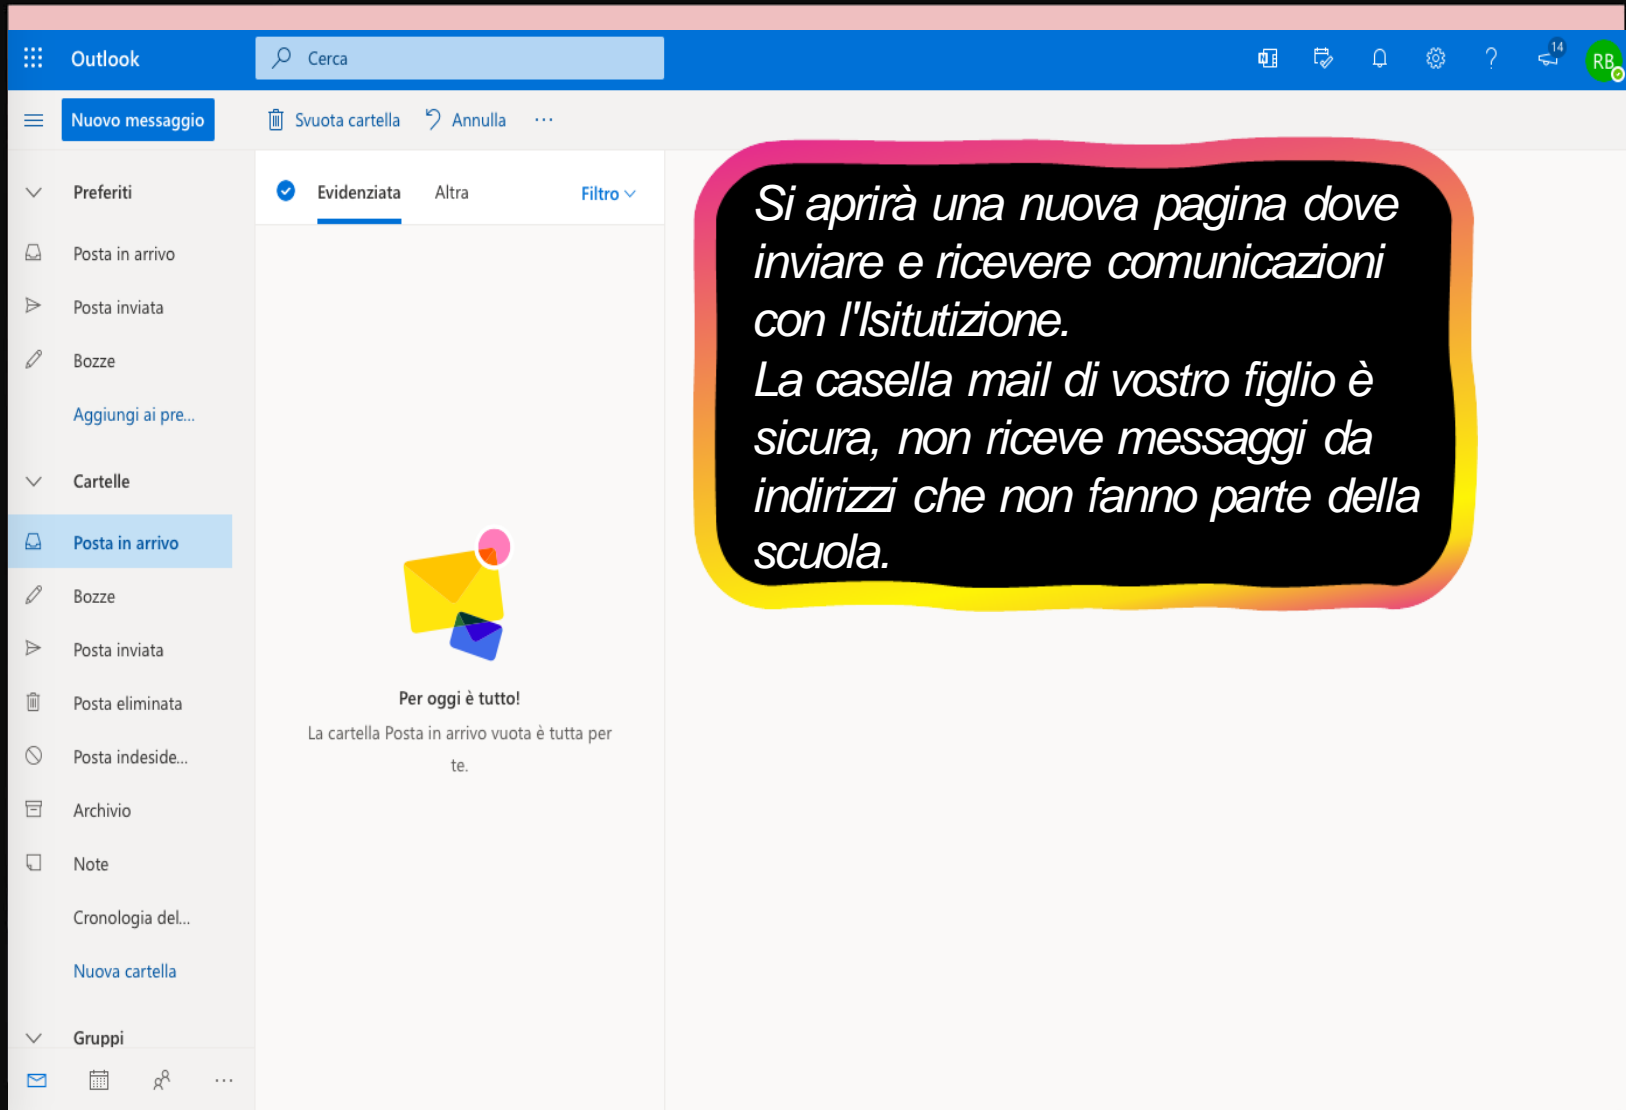 Outlook
Cerca
14
RB
Nuovo messaggio
Svuota cartella
Annulla
Preferiti
Posta in arrivo
Posta inviata
Bozze
Aggiungi ai pre...
Cartelle
Posta in arrivo
Bozze
Posta inviata
Posta eliminata
Posta indeside...
Archivio
Note
Cronologia del...
Nuova cartella
Gruppi
Evidenziata
Altra
Filtro
Per oggi è tutto!
La cartella Posta in arrivo vuota è tutta per
te.
Si aprirà una nuova pagina dove
inviare e ricevere comunicazioni
con l'Isitutizione.
La casella mail di vostro figlio è
sicura, non riceve messaggi da
indirizzi che non fanno parte della
scuola.